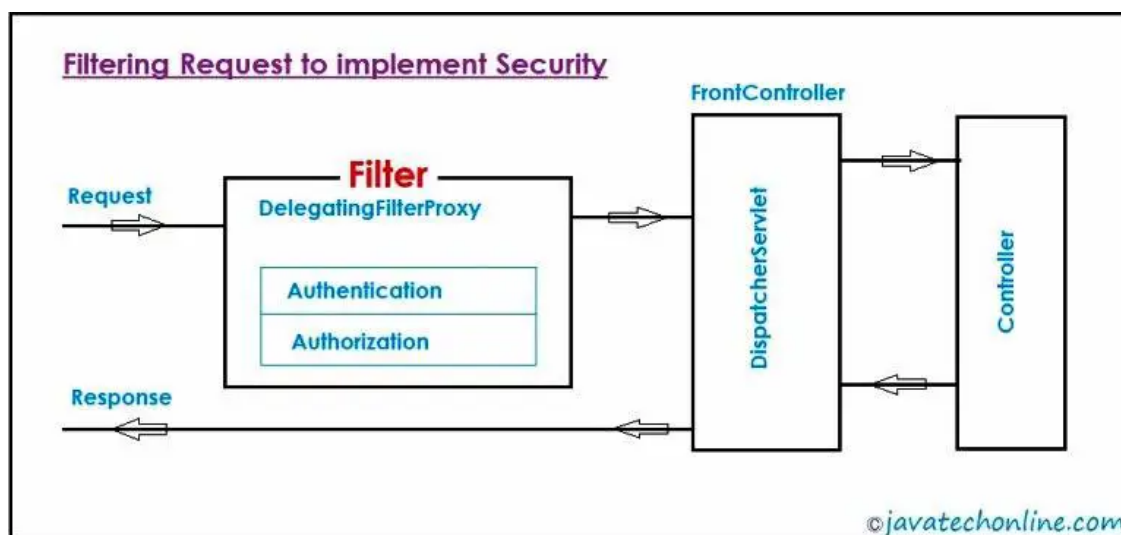 Filtering Request to implement Security
FrontController
Filter
Request
DelegatingFilterProxy
Authentication
Authorization
DispatcherServlet
Controller
Response
©javatechonline.com